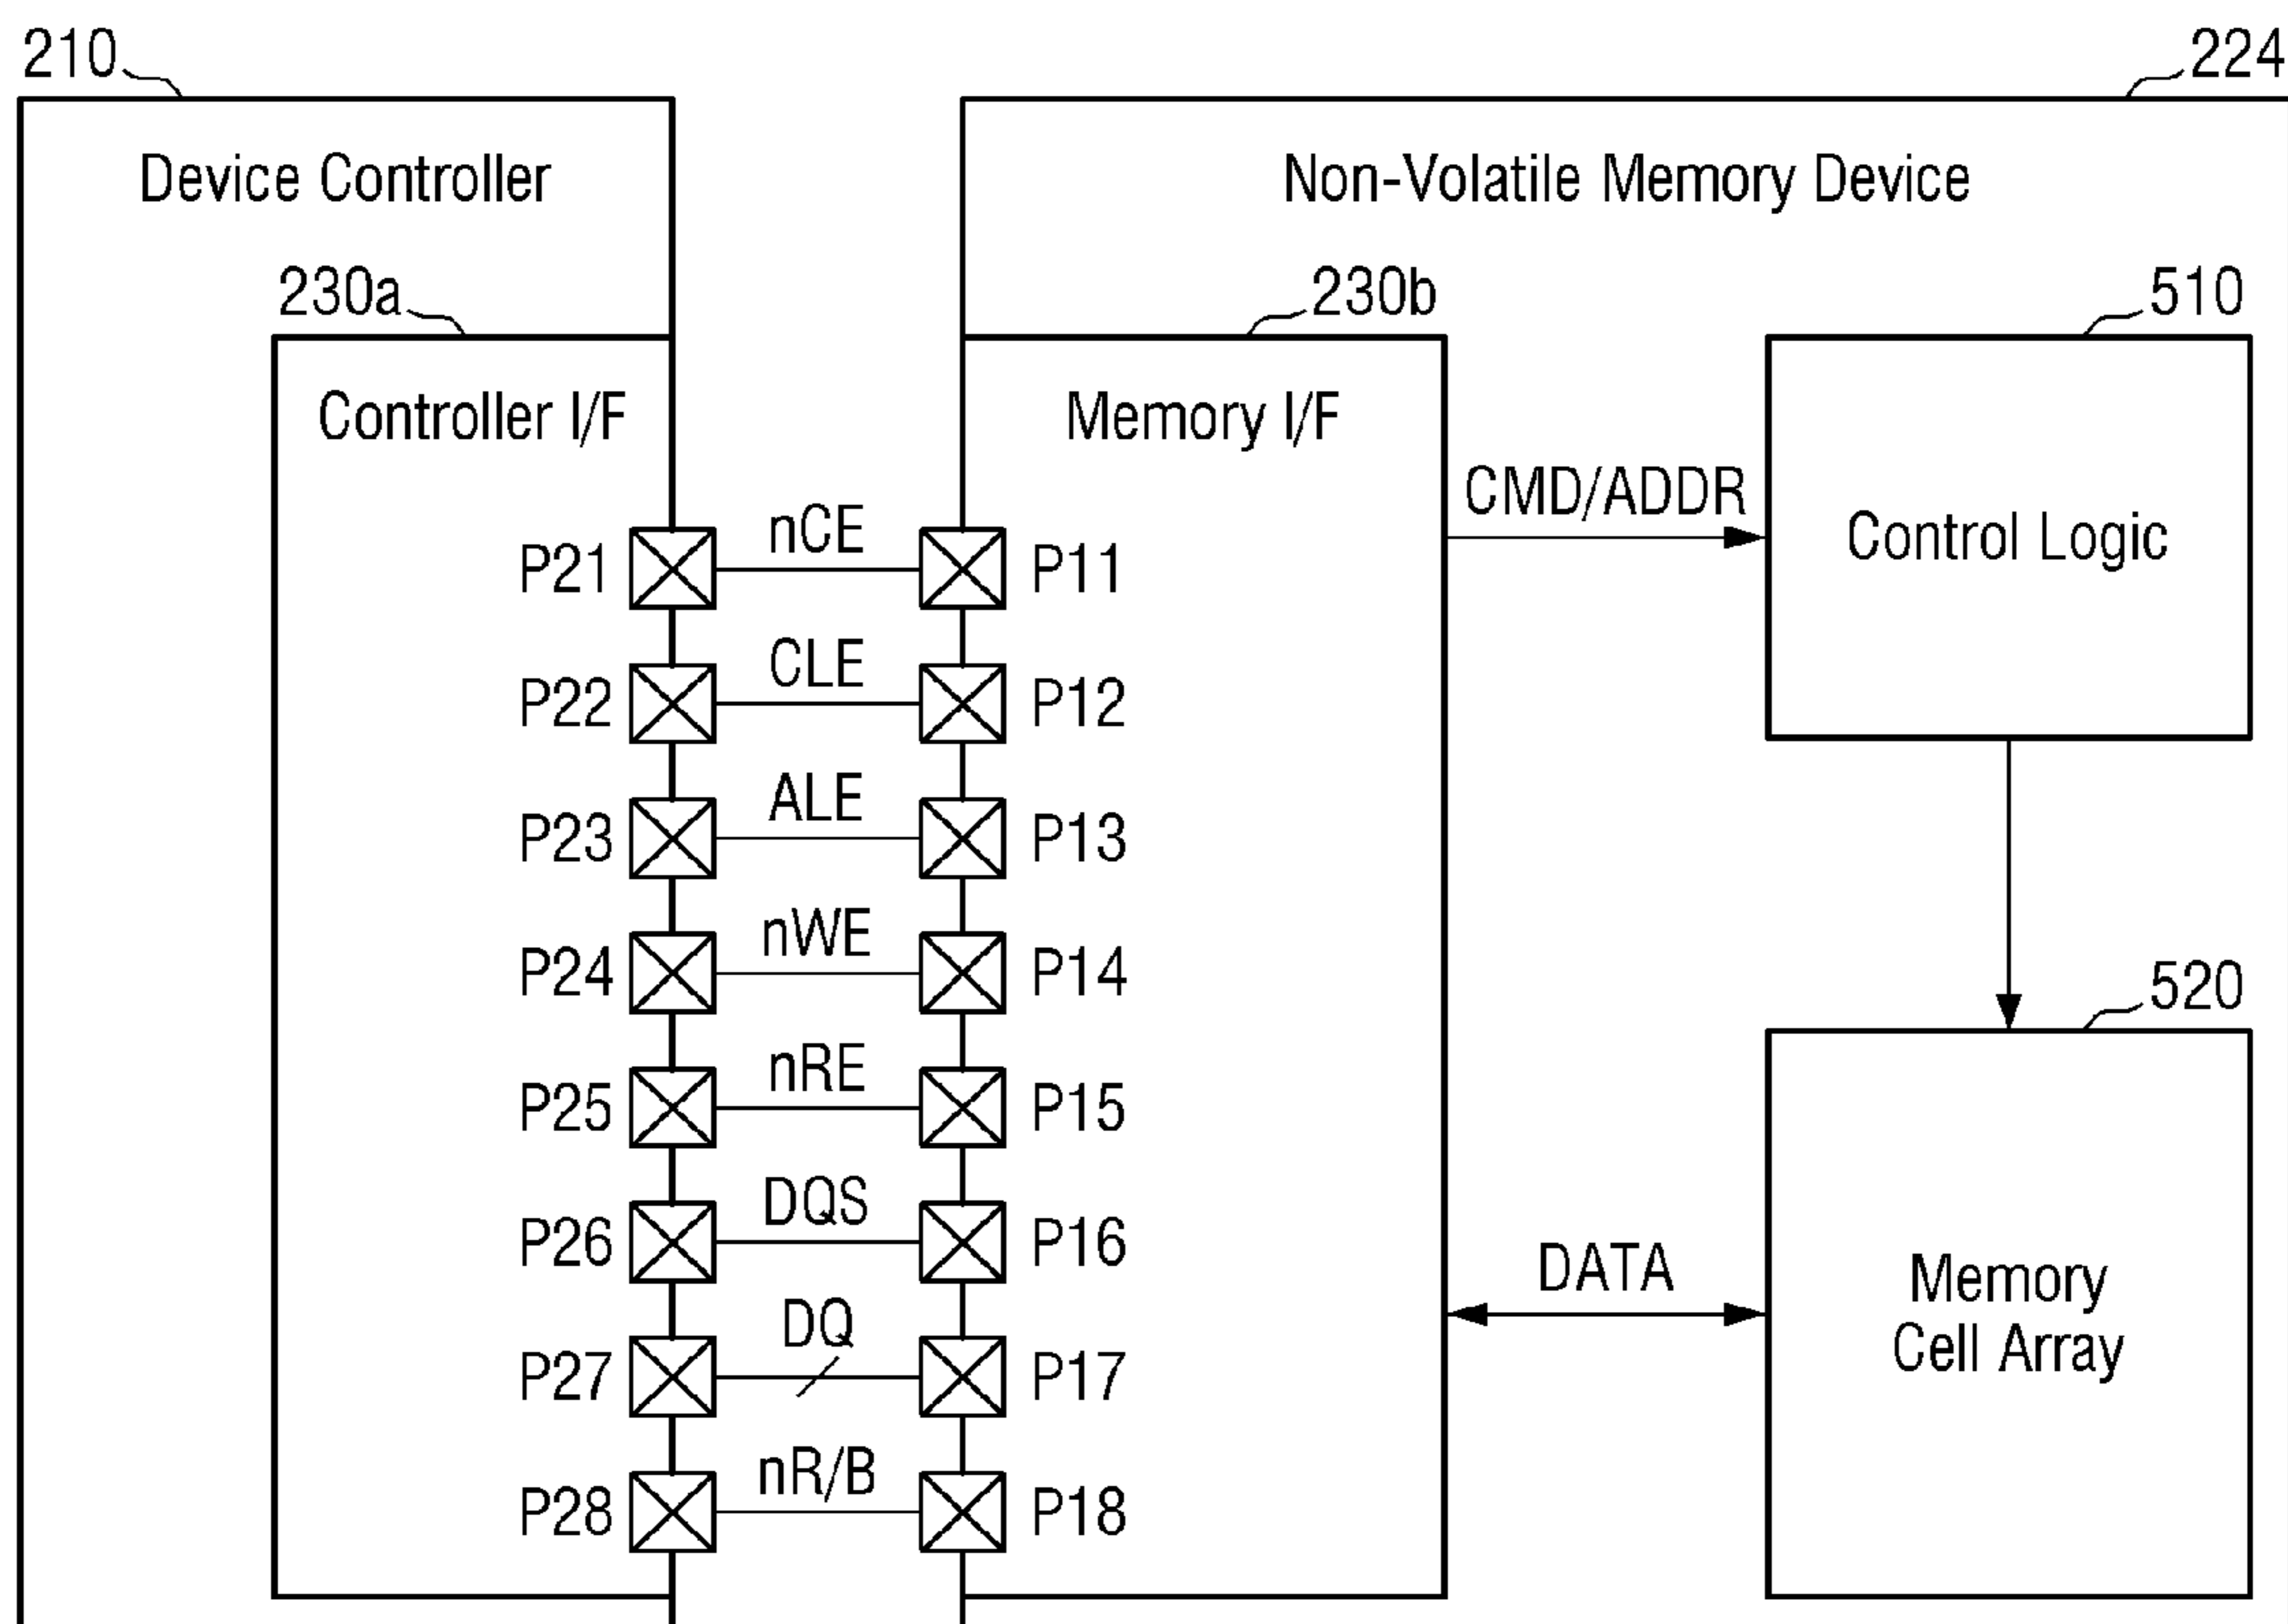 210
224
Device Controller
Non-Volatile Memory Device
230a
230b
510
Controller I/F
Memory I/F
CMD/ADDR
Control Logic
P21
nCE
P11
P22
CLE
P12
P23
ALE
P13
P24
nWE
P14
520
P25
nRE
P15
P26
DQS
P16
DATA
Memory
Cell Array
P27
DQ
P17
P28
nR/B
P18